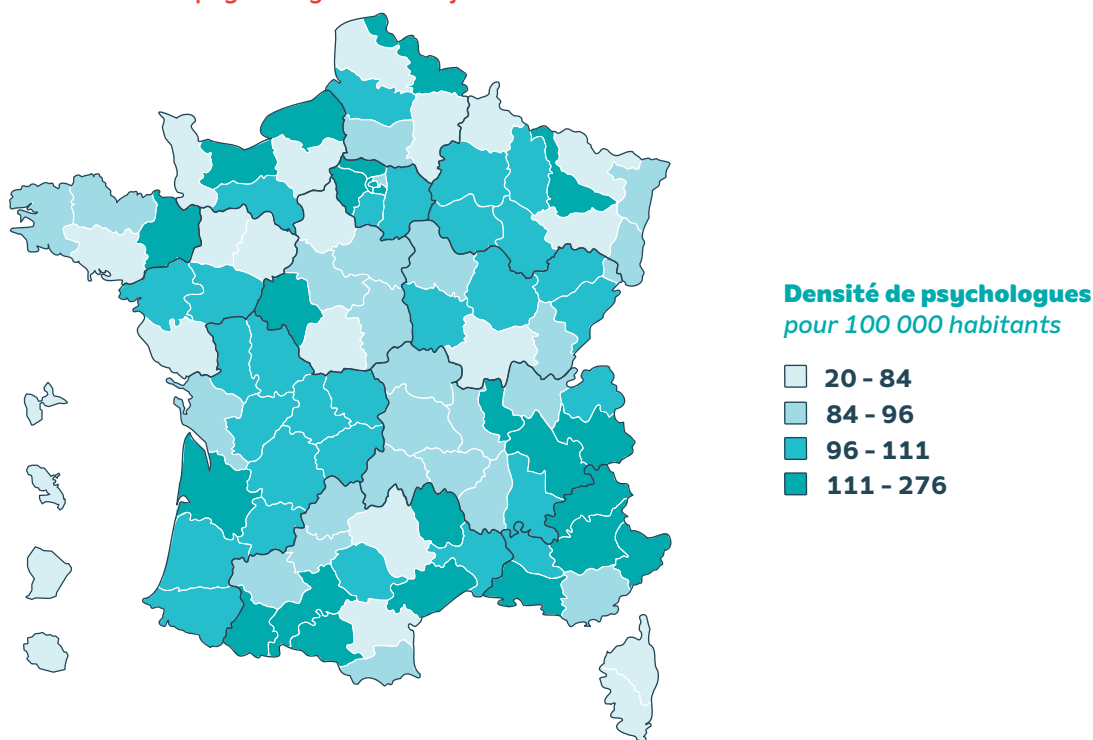 Densité de psychologues
pour 100 000 habitants
20 - 84
84 - 96
96 - 111
111 - 276